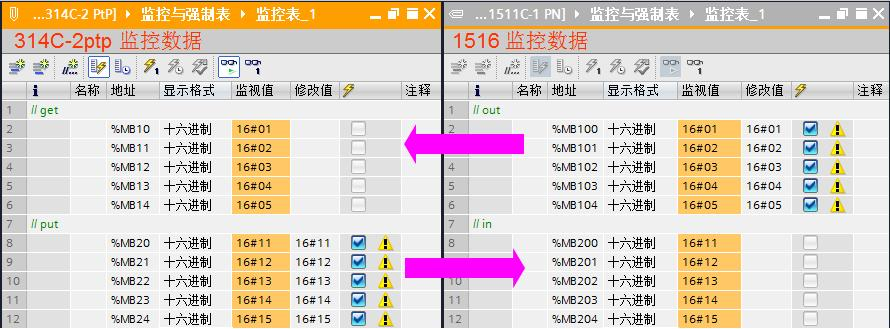 ...314C-2 PtP] ▸ 监控与强制表 ▸ 监控表_1
314C-2ptp 监控数据
i 名称 地址 显示格式 监视值 修改值 注释
1 // get
2 %MB10 十六进制 16#01
3 %MB11 十六进制 16#02
4 %MB12 十六进制 16#03
5 %MB13 十六进制 16#04
6 %MB14 十六进制 16#05
7 // put
8 %MB20 十六进制 16#11 16#11
9 %MB21 十六进制 16#12 16#12
10 %MB22 十六进制 16#13 16#13
11 %MB23 十六进制 16#14 16#14
12 %MB24 十六进制 16#15 16#15
...1511C-1 PN] ▸ 监控与强制表 ▸ 监控表_1
1516 监控数据
i 名称 地址 显示格式 监视值 修改值 注释
1 // out
2 %MB100 十六进制 16#01 16#01
3 %MB101 十六进制 16#02 16#02
4 %MB102 十六进制 16#03 16#03
5 %MB103 十六进制 16#04 16#04
6 %MB104 十六进制 16#05 16#05
7 // in
8 %MB200 十六进制 16#11
%MB201 十六进制 16#12
10 %MB202 十六进制 16#13
11 %MB203 十六进制 16#14
12 %MB204 十六进制 16#15